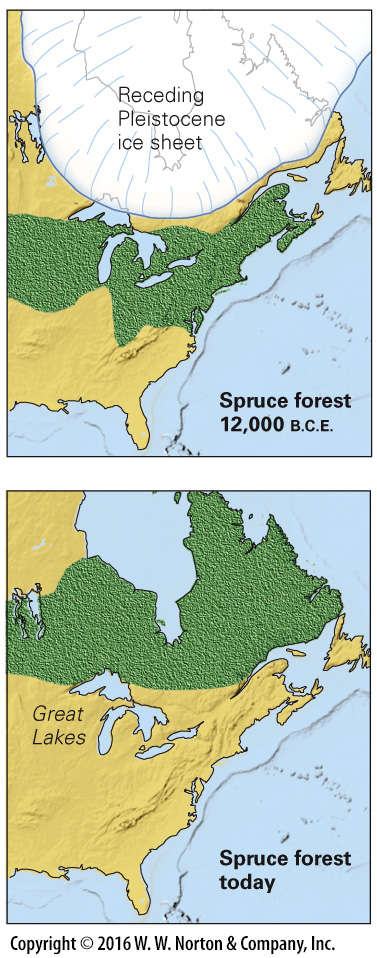 Receding
Pleistocene
ice sheet
Spruce forest
12,000 B.C.E.
Great
Lakes
Spruce forest
today
Copyright © 2016 W. W. Norton & Company, Inc.